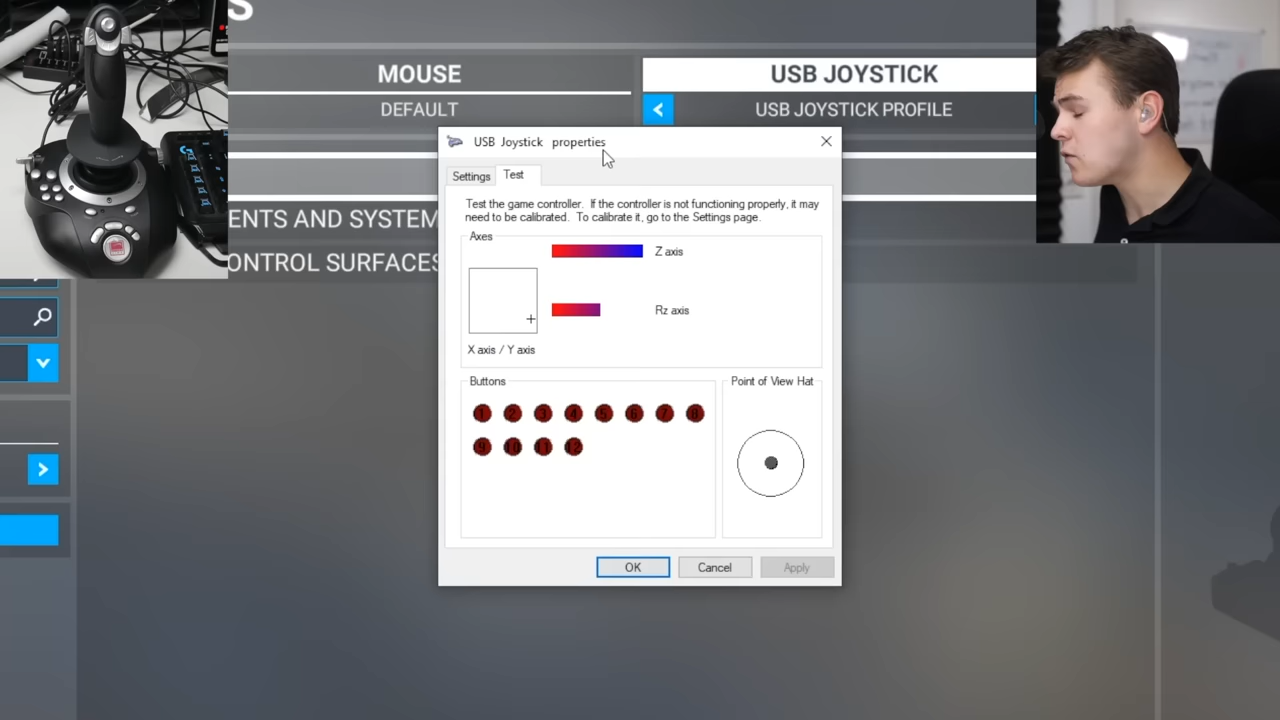 S
MOUSE
USB JOYSTICK
DEFAULT
USB JOYSTICK PROFILE
USB Joystick properties
Settings
Test
Test the game controller. If the controller is not functioning properly, it may
need to be calibrated. To calibrate it, go to the Settings page.
ENTS AND SYSTEM
ONTROL SURFACES
Axes
Z axis
Rz axis
X axis / Y axis
Buttons
Point of View Hat
1 2 3 4 5 6 7 8
9 10 11 12
OK
Cancel
Apply